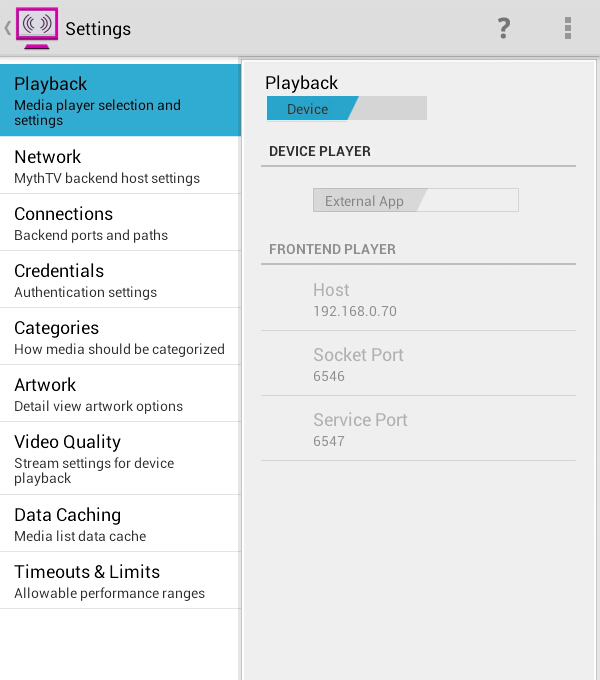 Settings
?
Playback
Media player selection and
settings
Network
MythTV backend host settings
Connections
Backend ports and paths
Credentials
Authentication settings
Categories
How media should be categorized
Artwork
Detail view artwork options
Video Quality
Stream settings for device
playback
Data Caching
Media list data cache
Timeouts & Limits
Allowable performance ranges
Playback
Device
DEVICE PLAYER
External App
FRONTEND PLAYER
Host
192.168.0.70
Socket Port
6546
Service Port
6547